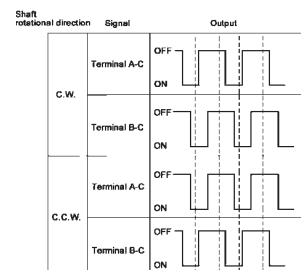 Shaft
rotational direction Signal Output
C.W.
Terminal A-C
OFF
ON
Terminal B-C
OFF
ON
C.C.W.
Terminal A-C
OFF
ON
Terminal B-C
OFF
ON